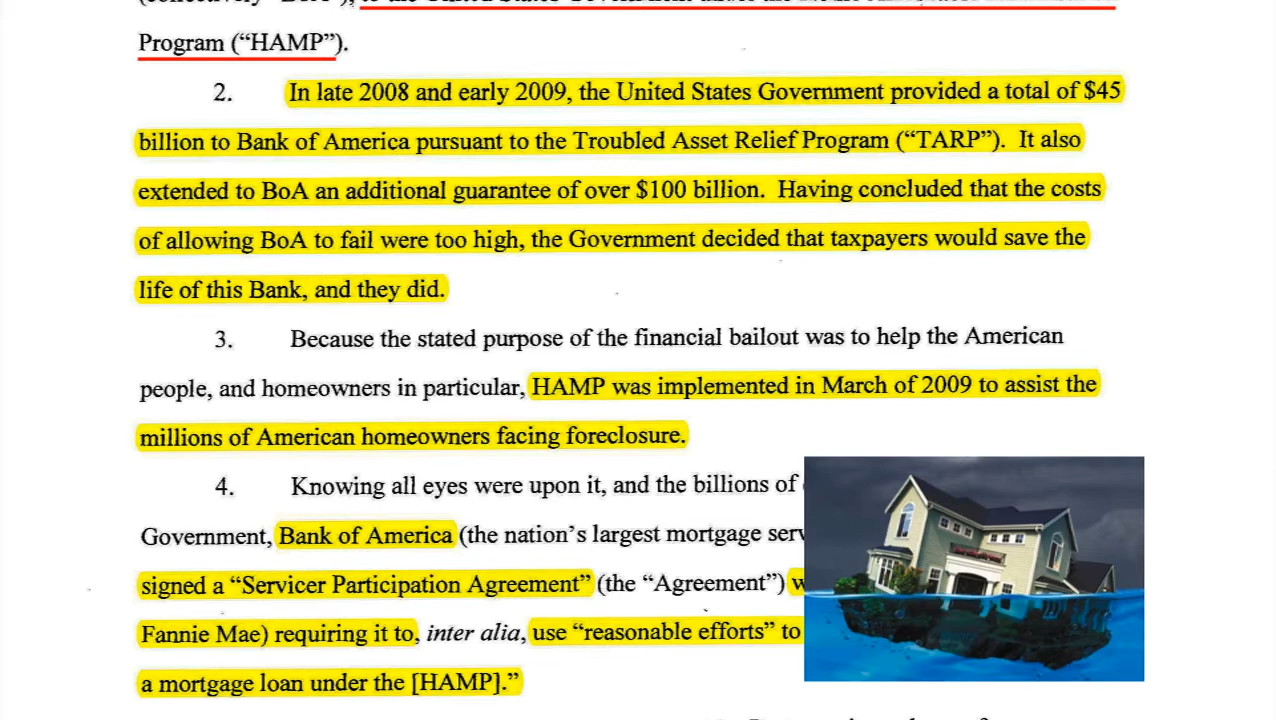 Program (“HAMP”).
2. In late 2008 and early 2009, the United States Government provided a total of $45
billion to Bank of America pursuant to the Troubled Asset Relief Program (“TARP”). It also
extended to BoA an additional guarantee of over $100 billion. Having concluded that the costs
of allowing BoA to fail were too high, the Government decided that taxpayers would save the
life of this Bank, and they did.
3. Because the stated purpose of the financial bailout was to help the American
people, and homeowners in particular, HAMP was implemented in March of 2009 to assist the
millions of American homeowners facing foreclosure.
4. Knowing all eyes were upon it, and the billions of
Government, Bank of America (the nation’s largest mortgage serv
signed a “Servicer Participation Agreement” (the “Agreement”) w
Fannie Mae) requiring it to, inter alia, use “reasonable efforts” to
a mortgage loan under the [HAMP].”